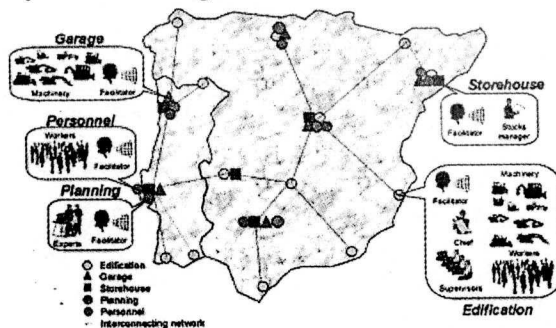 Garage
Machinery
Facilitator
Personnel
Workers
Facilitator
Planning
Experts
Facilitator
Storehouse
Facilitator
Stocks
manager
Machinery
Facilitator
Chief
Workers
Supervisors
Edification
Edification
Garage
Storehouse
Planning
Personnel
Interconnecting network